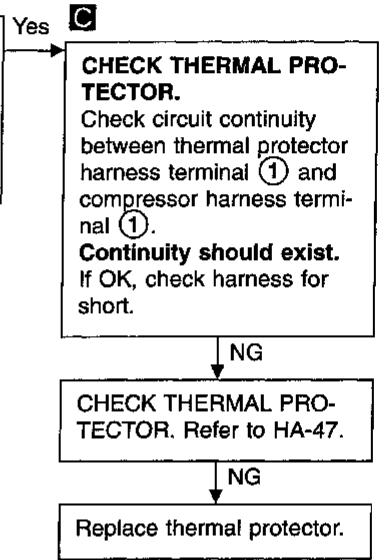 Yes C
CHECK THERMAL PRO-
TECTOR.
Check circuit continuity
between thermal protector
harness terminal ① and
compressor harness termi-
nal ①.
Continuity should exist.
If OK, check harness for
short.
NG
CHECK THERMAL PRO-
TECTOR. Refer to HA-47.
NG
Replace thermal protector.